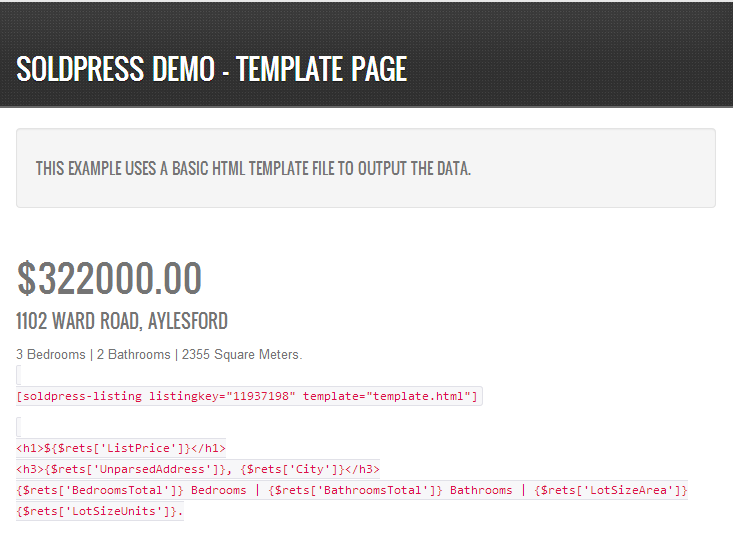 SOLDPRESS DEMO - TEMPLATE PAGE
THIS EXAMPLE USES A BASIC HTML TEMPLATE FILE TO OUTPUT THE DATA.
$322000.00
1102 WARD ROAD, AYLESFORD
3 Bedrooms | 2 Bathrooms | 2355 Square Meters.
[soldpress-listing listingkey="11937198" template="template.html"]
<h1>${$rets['ListPrice']}</h1>
<h3>{$rets['UnparsedAddress']}, {$rets['City']}</h3>
{$rets['BedroomsTotal']} Bedrooms | {$rets['BathroomsTotal']} Bathrooms | {$rets['LotSizeArea']}
{$rets['LotSizeUnits']}.